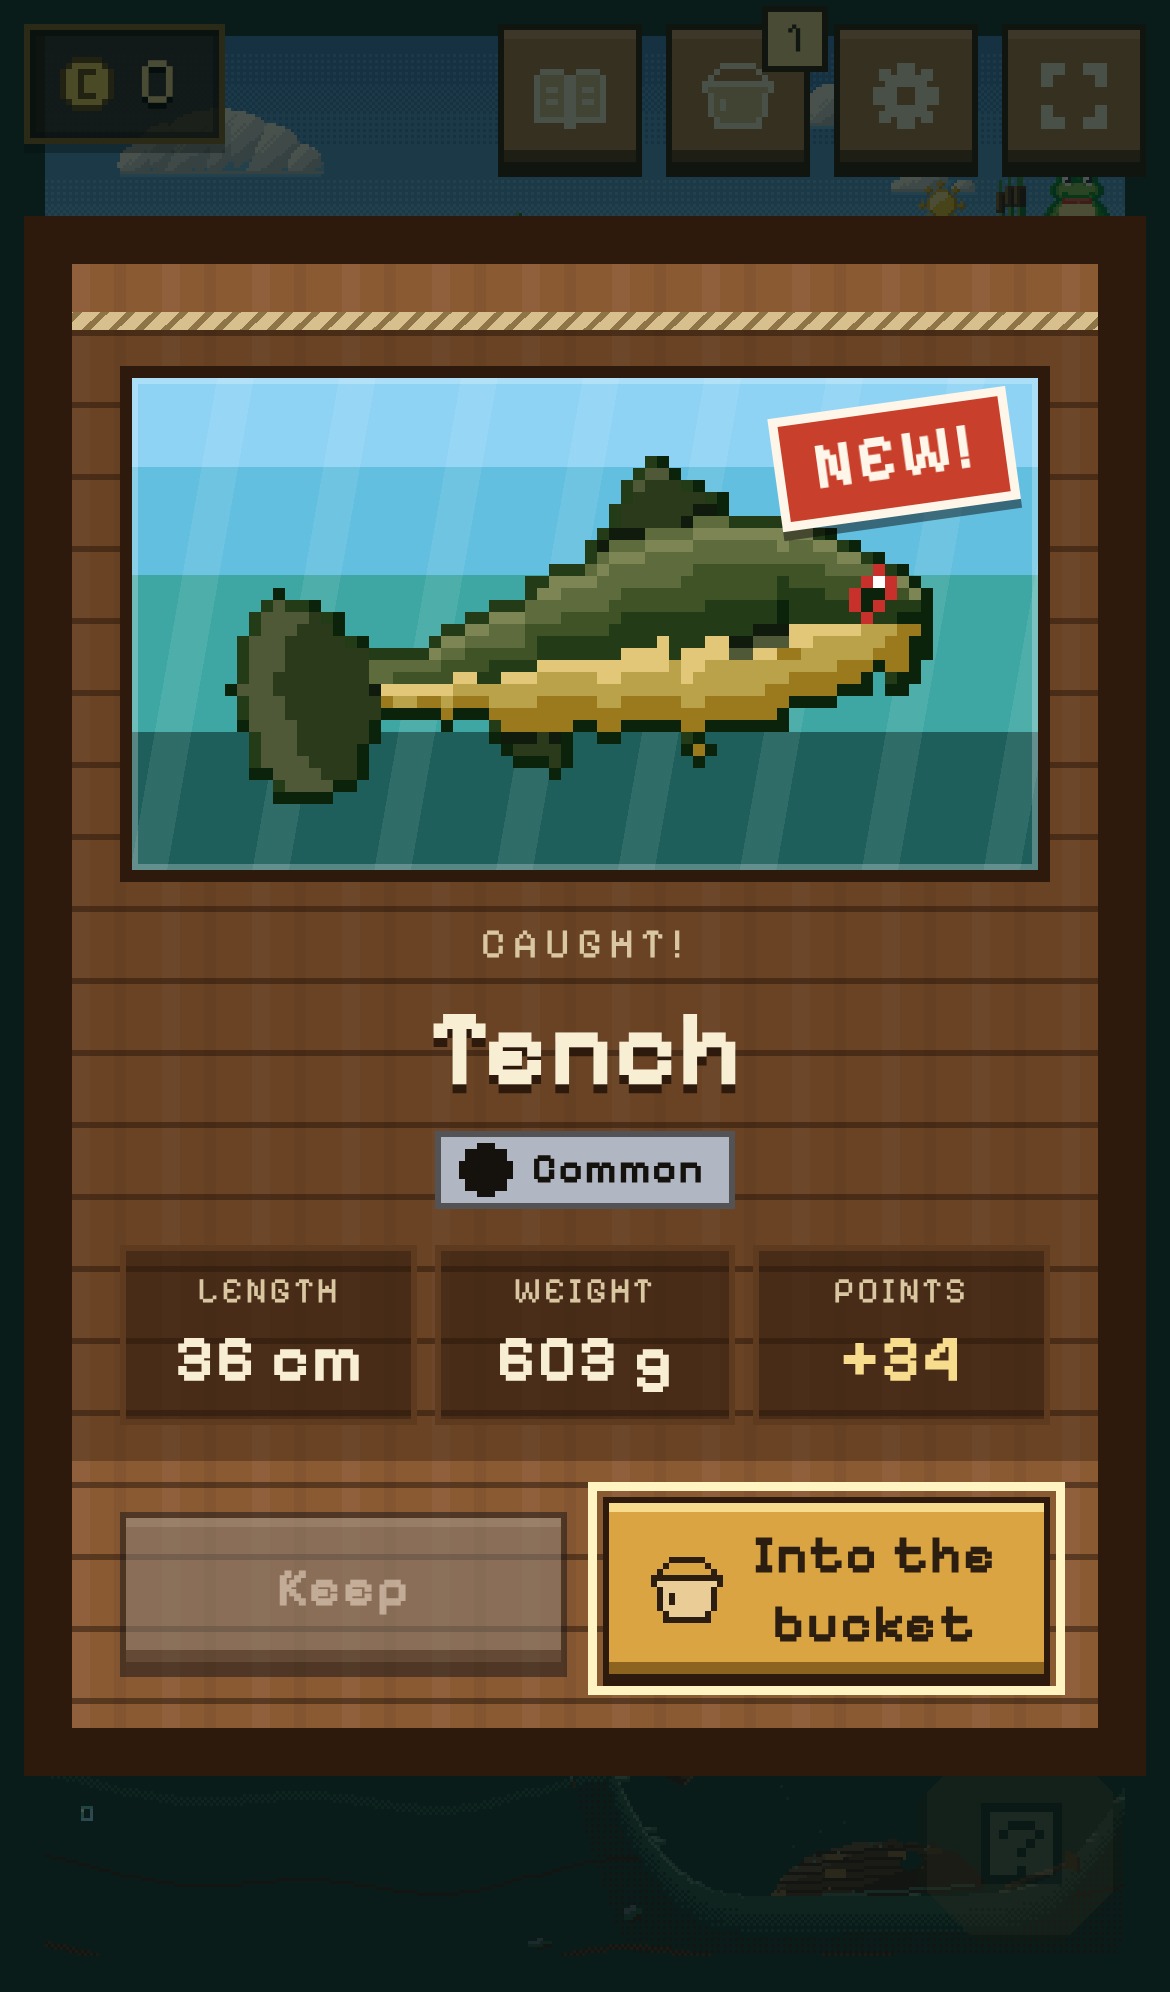 C 0
1
NEW!
CAUGHT!
Tench
Common
LENGTH WEIGHT POINTS
36 cm 603 g +34
Keep
Into the
bucket
?